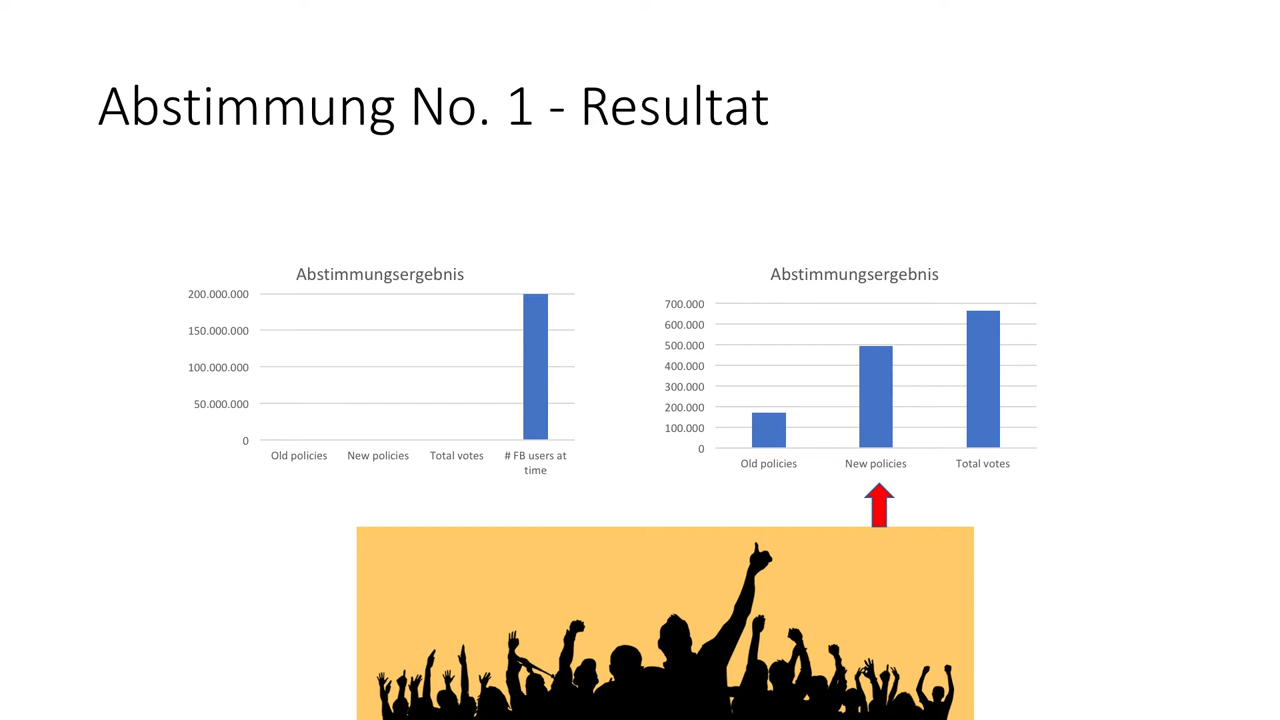 Abstimmung No. 1 - Resultat
Abstimmungsergebnis
200.000.000
150.000.000
100.000.000
50.000.000
0
Old policies
New policies
Total votes
# FB users at
time
Abstimmungsergebnis
700.000
600.000
500.000
400.000
300.000
200.000
100.000
0
Old policies
New policies
Total votes